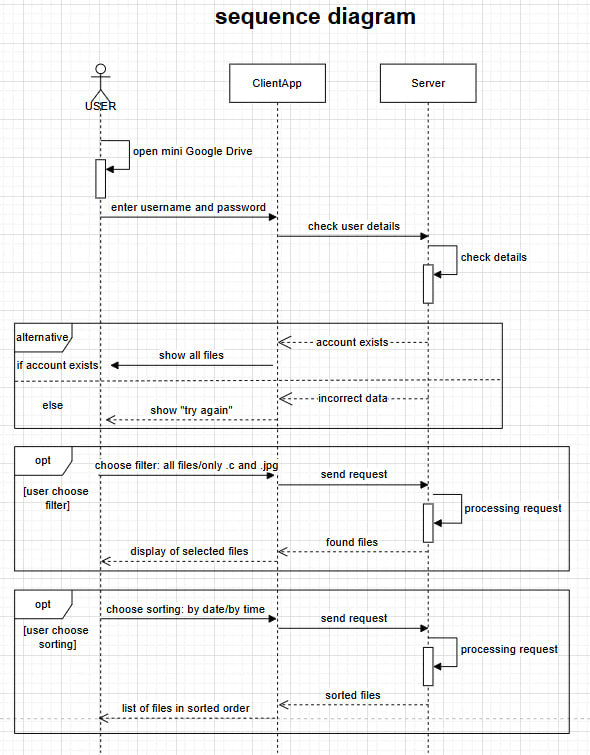 sequence diagram
ClientApp
Server
USER
open mini Google Drive
enter username and password
check user details
check details
alternative
account exists
show all files
if account exists
incorrect data
else
show "try again"
opt
choose filter: all files/only .c and .jpg
send request
[user choose
filter]
processing request
found files
display of selected files
opt
choose sorting: by date/by time
send request
[user choose
sorting]
processing request
sorted files
list of files in sorted order